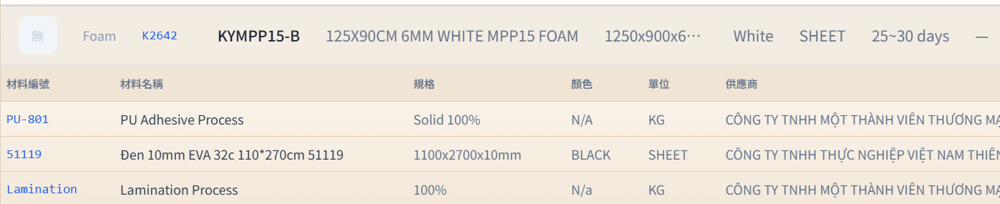 無 Foam K2642 KYMPP15-B 125X90CM 6MM WHITE MPP15 FOAM 1250x900x6··· White SHEET 25~30 days —
材料編號 材料名稱 規格 顏色 單位 供應商
PU-801 PU Adhesive Process Solid 100% N/A KG CÔNG TY TNHH MỘT THÀNH VIÊN THƯƠNG MẠ
51119 Đen 10mm EVA 32c 110*270cm 51119 1100x2700x10mm BLACK SHEET CÔNG TY TNHH THỰC NGHIỆP VIỆT NAM THIÊN
Lamination Lamination Process 100% N/a KG CÔNG TY TNHH MỘT THÀNH VIÊN THƯƠNG MẠ